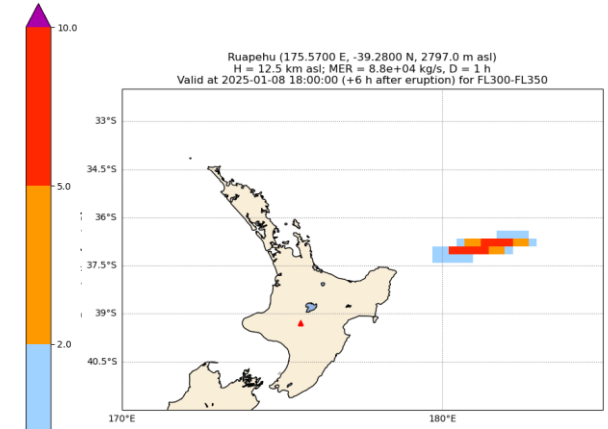 10.0
5.0
2.0
Ruapehu (175.5700 E, -39.2800 N, 2797.0 m asl)
H = 12.5 km asl; MER = 8.8e+04 kg/s, D = 1 h
Valid at 2025-01-08 18:00:00 (+6 h after eruption) for FL300-FL350
33°S
34.5°S
36°S
37.5°S
39°S
40.5°S
170°E
180°E